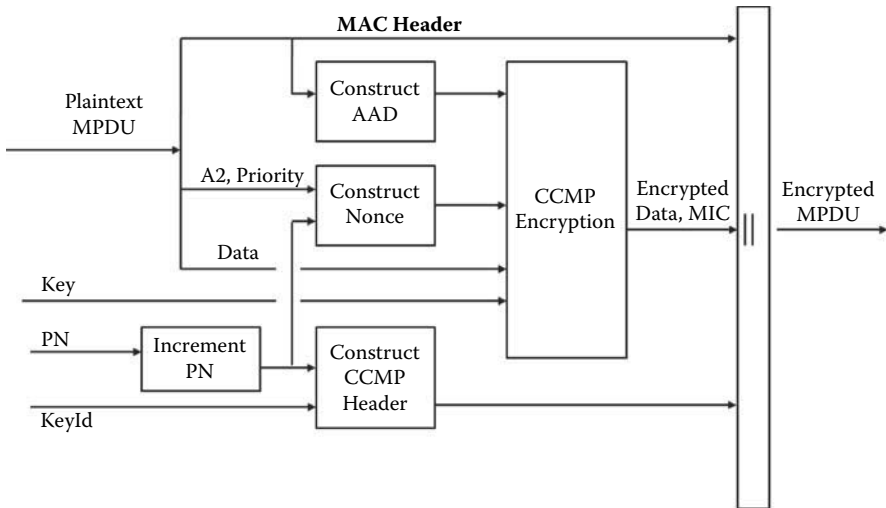 MAC Header
Construct
AAD
Plaintext
MPDU
A2, Priority
Construct
Nonce
CCMP
Encryption
Encrypted
Data, MIC
||
Encrypted
MPDU
Data
Key
PN
Increment
PN
Construct
CCMP
Header
KeyId